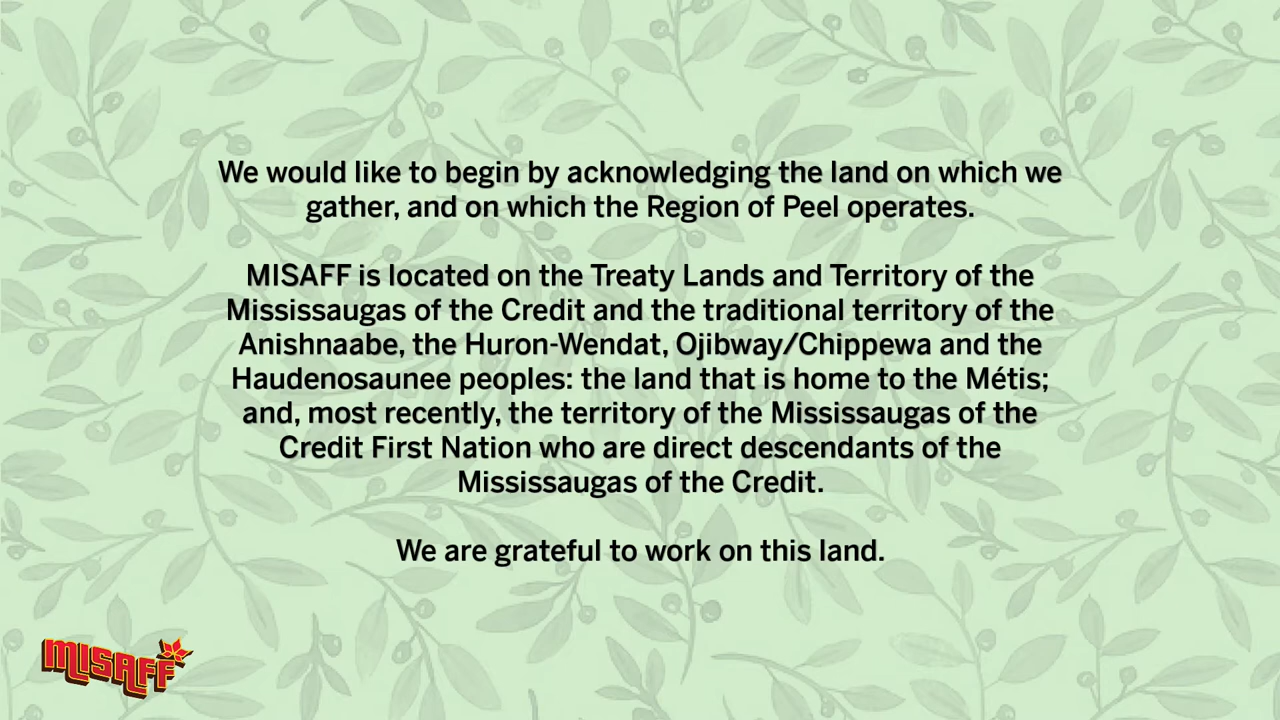 We would like to begin by acknowledging the land on which we
gather, and on which the Region of Peel operates.
MISAFF is located on the Treaty Lands and Territory of the
Mississaugas of the Credit and the traditional territory of the
Anishnaabe, the Huron-Wendat, Ojibway/Chippewa and the
Haudenosaunee peoples: the land that is home to the Métis;
and, most recently, the territory of the Mississaugas of the
Credit First Nation who are direct descendants of the
Mississaugas of the Credit.
We are grateful to work on this land.
MISAFF